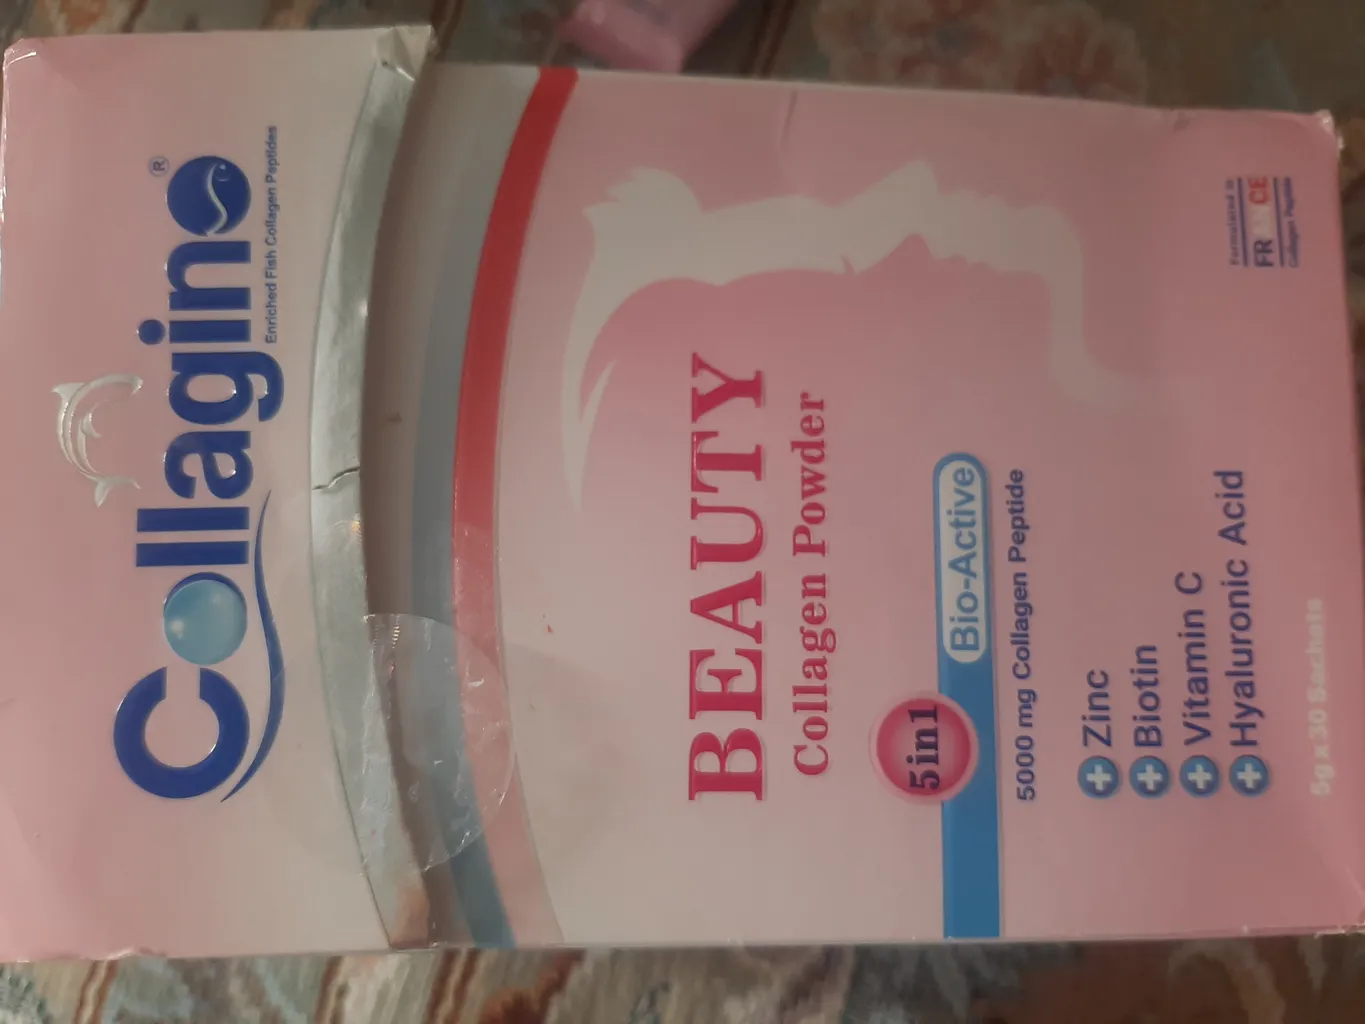 Collagino®
Enriched Fish Collagen Peptides
BEAUTY
Collagen Powder
5in1
Bio-Active
5000 mg Collagen Peptide
Zinc
Biotin
Vitamin C
Hyaluronic Acid
Formulated in
FRANCE
Collagen Peptide
5g x 30 Sachets